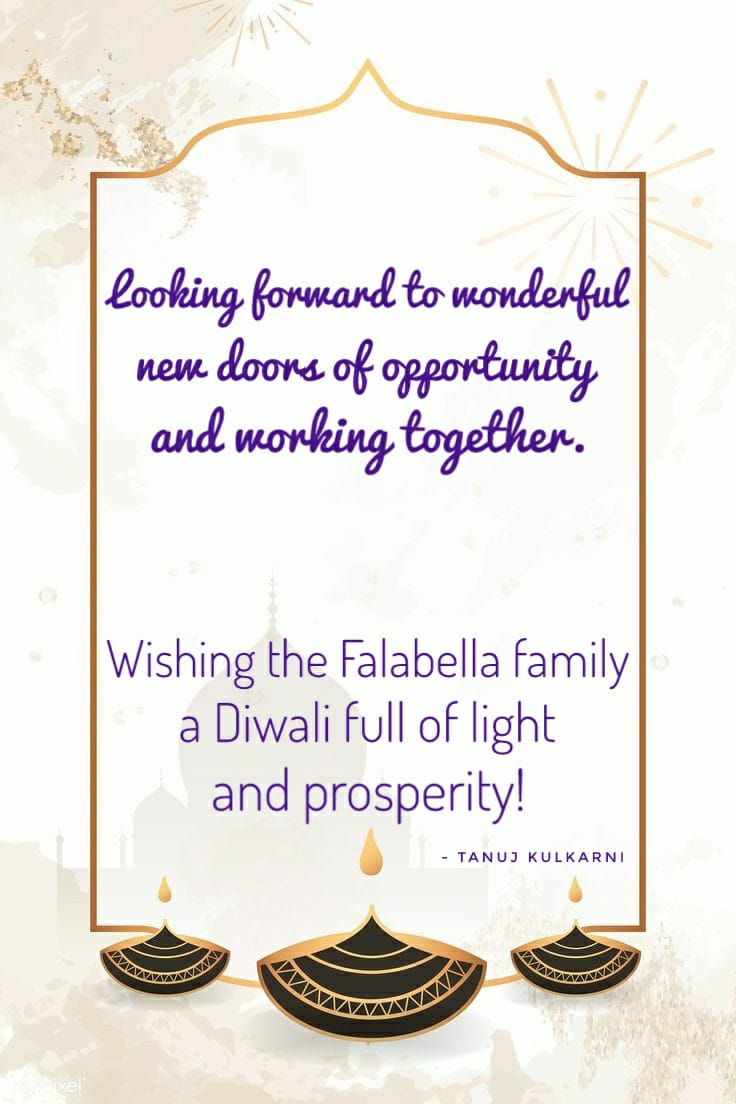 Looking forward to wonderful
new doors of opportunity
and working together.
Wishing the Falabella family
a Diwali full of light
and prosperity!
- TANUJ KULKARNI
rawpixel